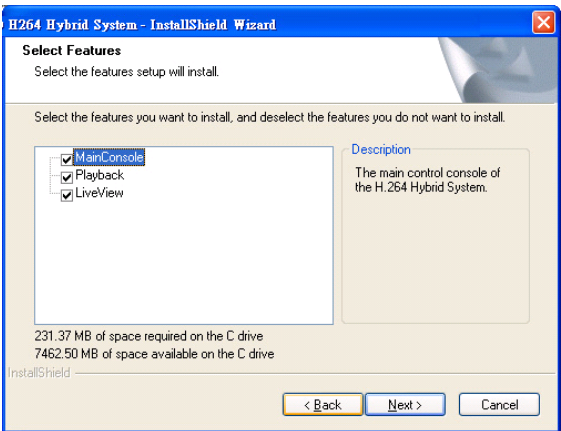 H264 Hybrid System - InstallShield Wizard
Select Features
Select the features setup will install.
Select the features you want to install, and deselect the features you do not want to install.
MainConsole
Playback
LiveView
Description
The main control console of
the H.264 Hybrid System.
231.37 MB of space required on the C drive
7462.50 MB of space available on the C drive
InstallShield
< Back
Next >
Cancel